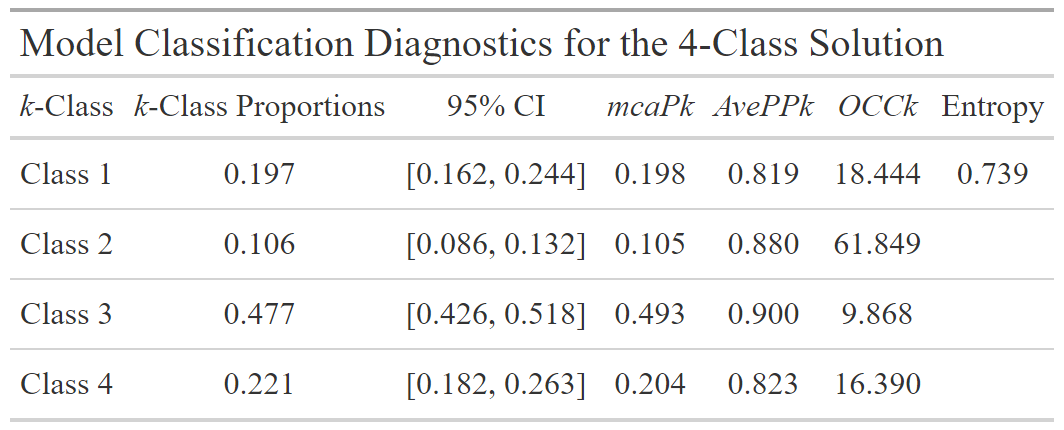 Model Classification Diagnostics for the 4-Class Solution
k-Class k-Class Proportions 95% CI mcaPk AvePPk OCCk Entropy
Class 1 0.197 [0.162, 0.244] 0.198 0.819 18.444 0.739
Class 2 0.106 [0.086, 0.132] 0.105 0.880 61.849
Class 3 0.477 [0.426, 0.518] 0.493 0.900 9.868
Class 4 0.221 [0.182, 0.263] 0.204 0.823 16.390